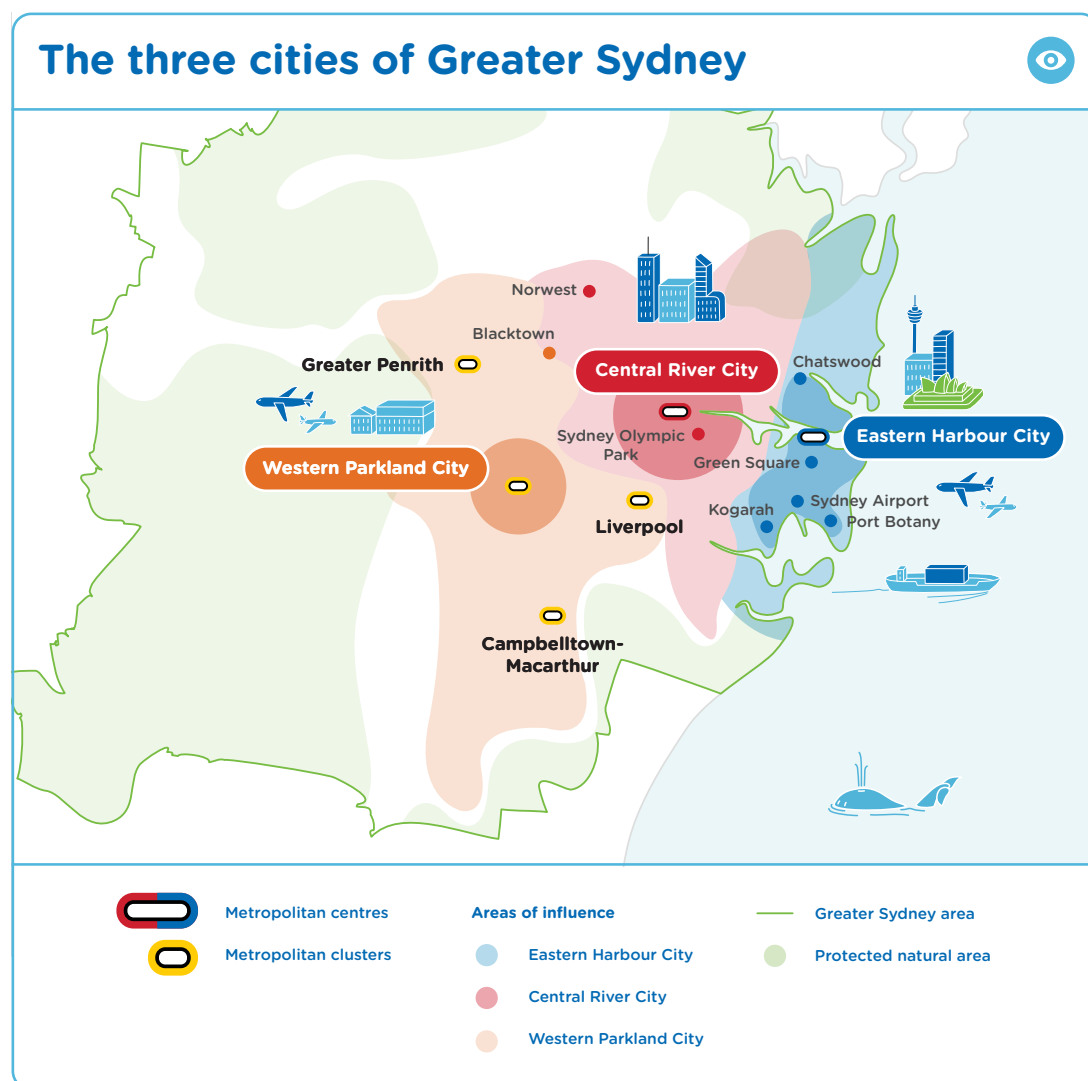 The three cities of Greater Sydney
Norwest
Blacktown
Greater Penrith
Central River City
Chatswood
Sydney Olympic
Park
Eastern Harbour City
Western Parkland City
Green Square
Liverpool
Kogarah
Sydney Airport
Port Botany
Campbelltown-
Macarthur
Metropolitan centres
Metropolitan clusters
Areas of influence
Eastern Harbour City
Central River City
Western Parkland City
Greater Sydney area
Protected natural area